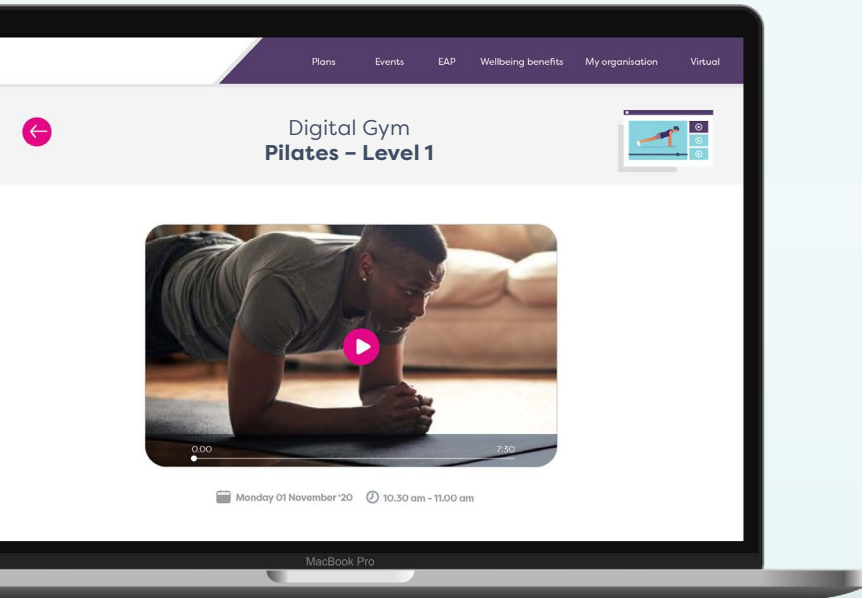 Plans Events EAP Wellbeing benefits My organisation Virtual
Digital Gym
Pilates – Level 1
0:00 7:30
Monday 01 November ‘20 10.30 am - 11.00 am
MacBook Pro